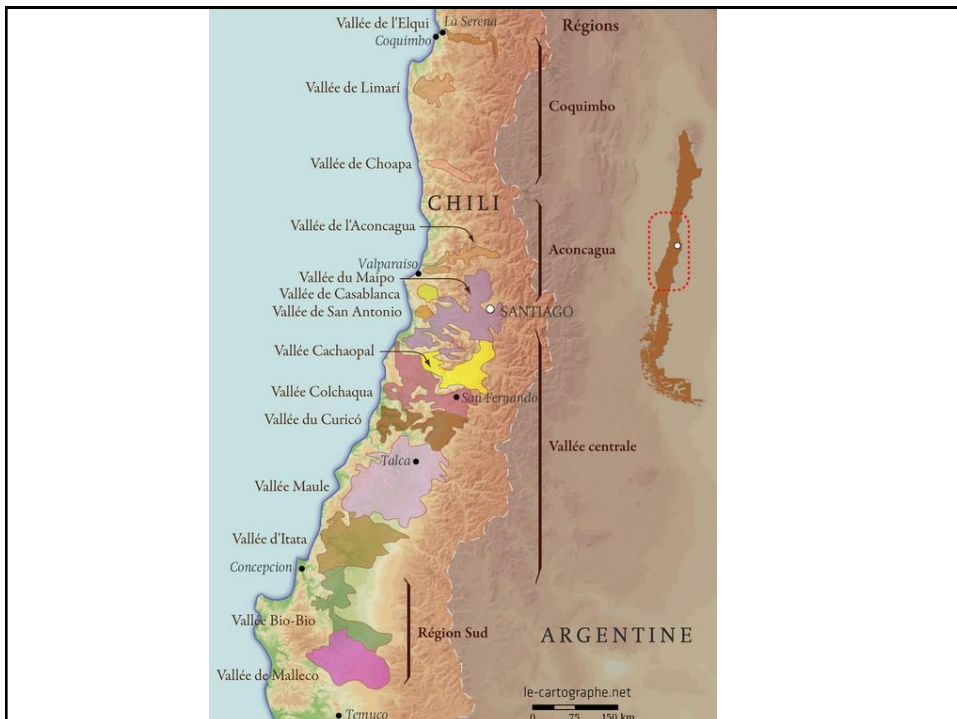 Vallée de l'Elqui
La Serena
Coquimbo
Régions
Vallée de Limarí
Coquimbo
Vallée de Choapa
CHILI
Vallée de l'Aconcagua
Aconcagua
Valparaiso
Vallée du Maipo
Vallée de Casablanca
Vallée de San Antonio
SANTIAGO
Vallée Cachaopal
Vallée Colchaqua
San Fernando
Vallée du Curicó
Vallée centrale
Talca
Vallée Maule
Vallée d'Itata
Concepcion
Vallée Bio-Bio
Région Sud
ARGENTINE
Vallée de Malleco
le-cartographe.net
0 75 150 km
Temuco